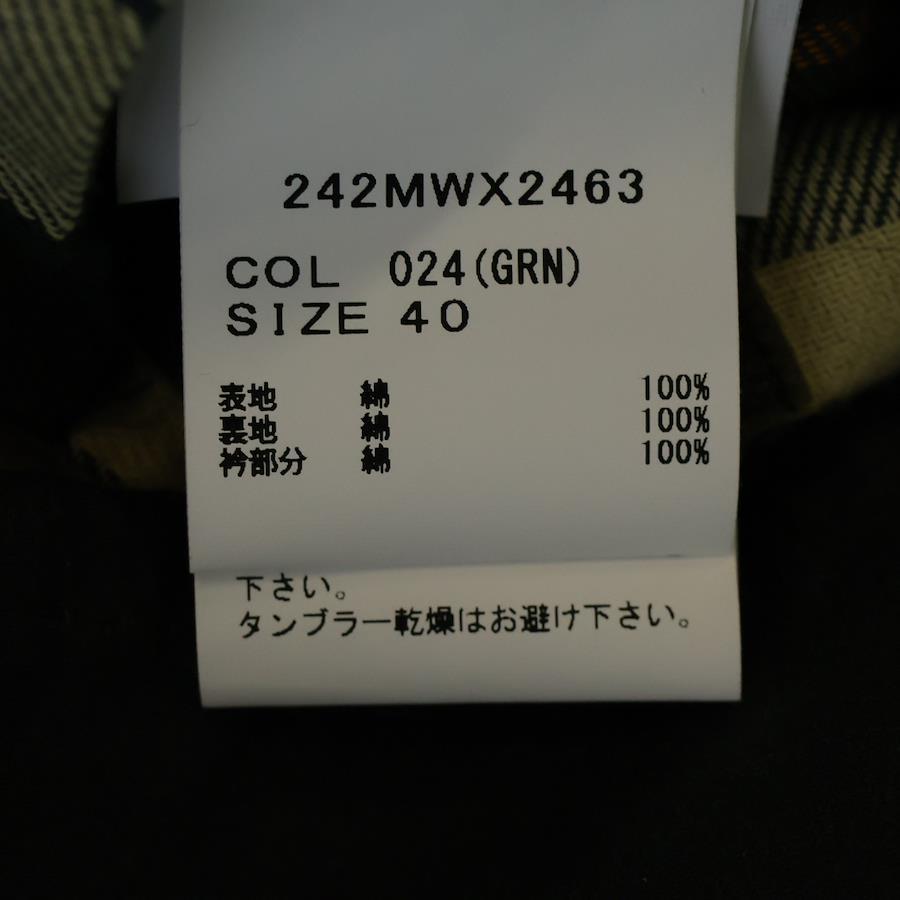 242MWX2463
COL 024(GRN)
SIZE 40
表地 綿 100%
裏地 綿 100%
衿部分 綿 100%
下さい。
タンブラー乾燥はお避け下さい。